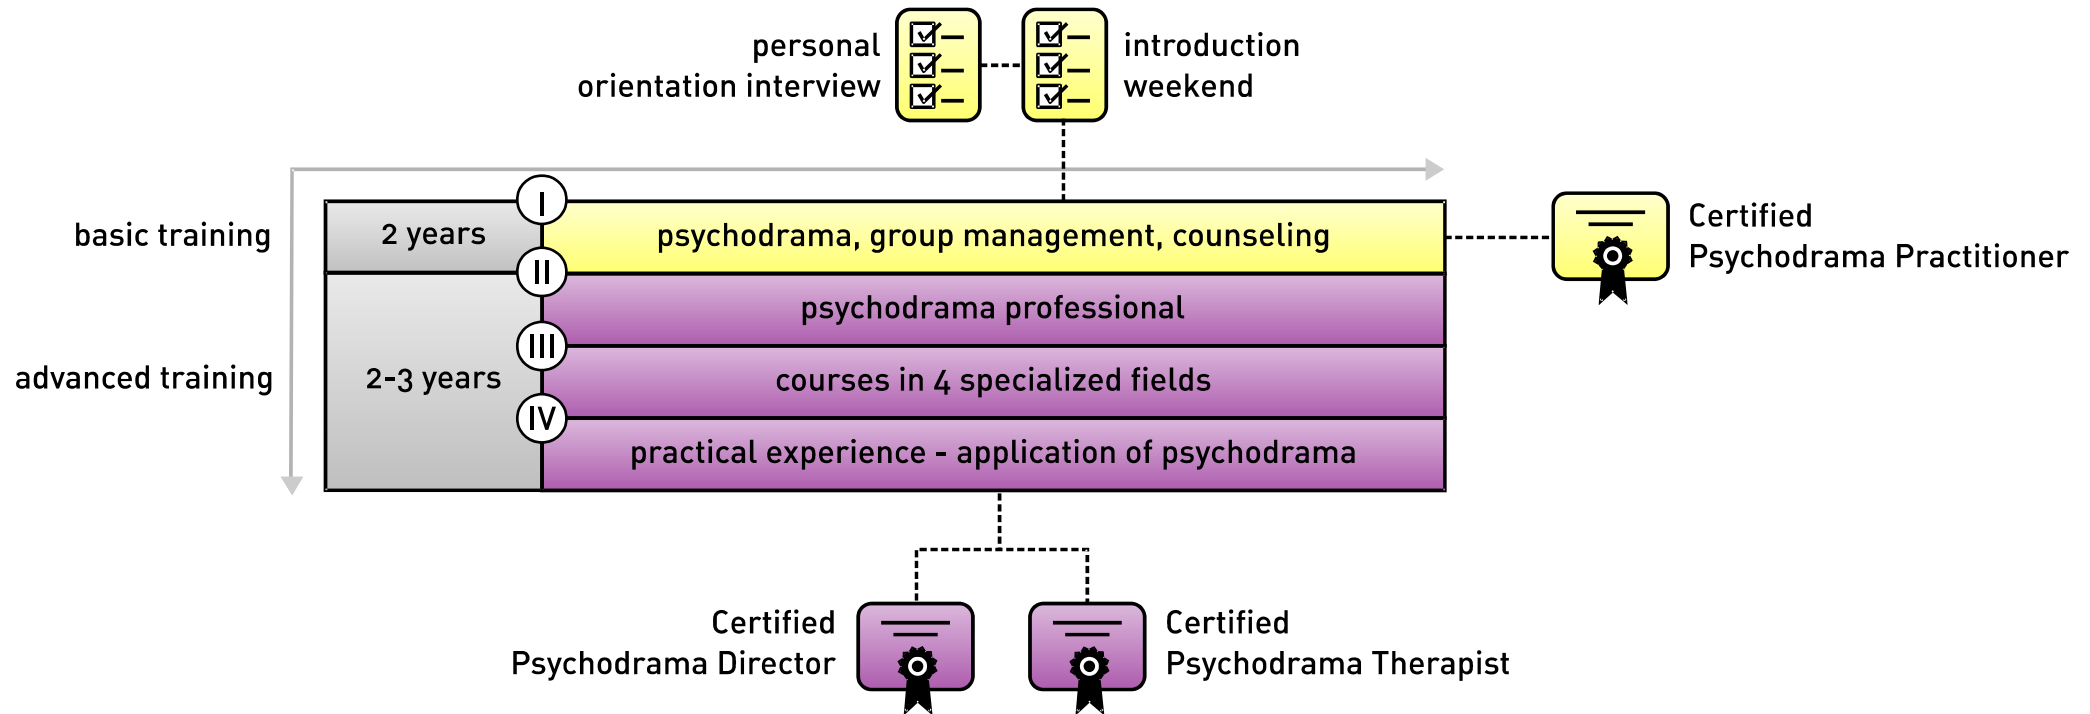 personal
orientation interview
introduction
weekend
I
basic training
2 years
psychodrama, group management, counseling
Certified
Psychodrama Practitioner
II
psychodrama professional
III
advanced training
2-3 years
courses in 4 specialized fields
IV
practical experience - application of psychodrama
Certified
Psychodrama Director
Certified
Psychodrama Therapist